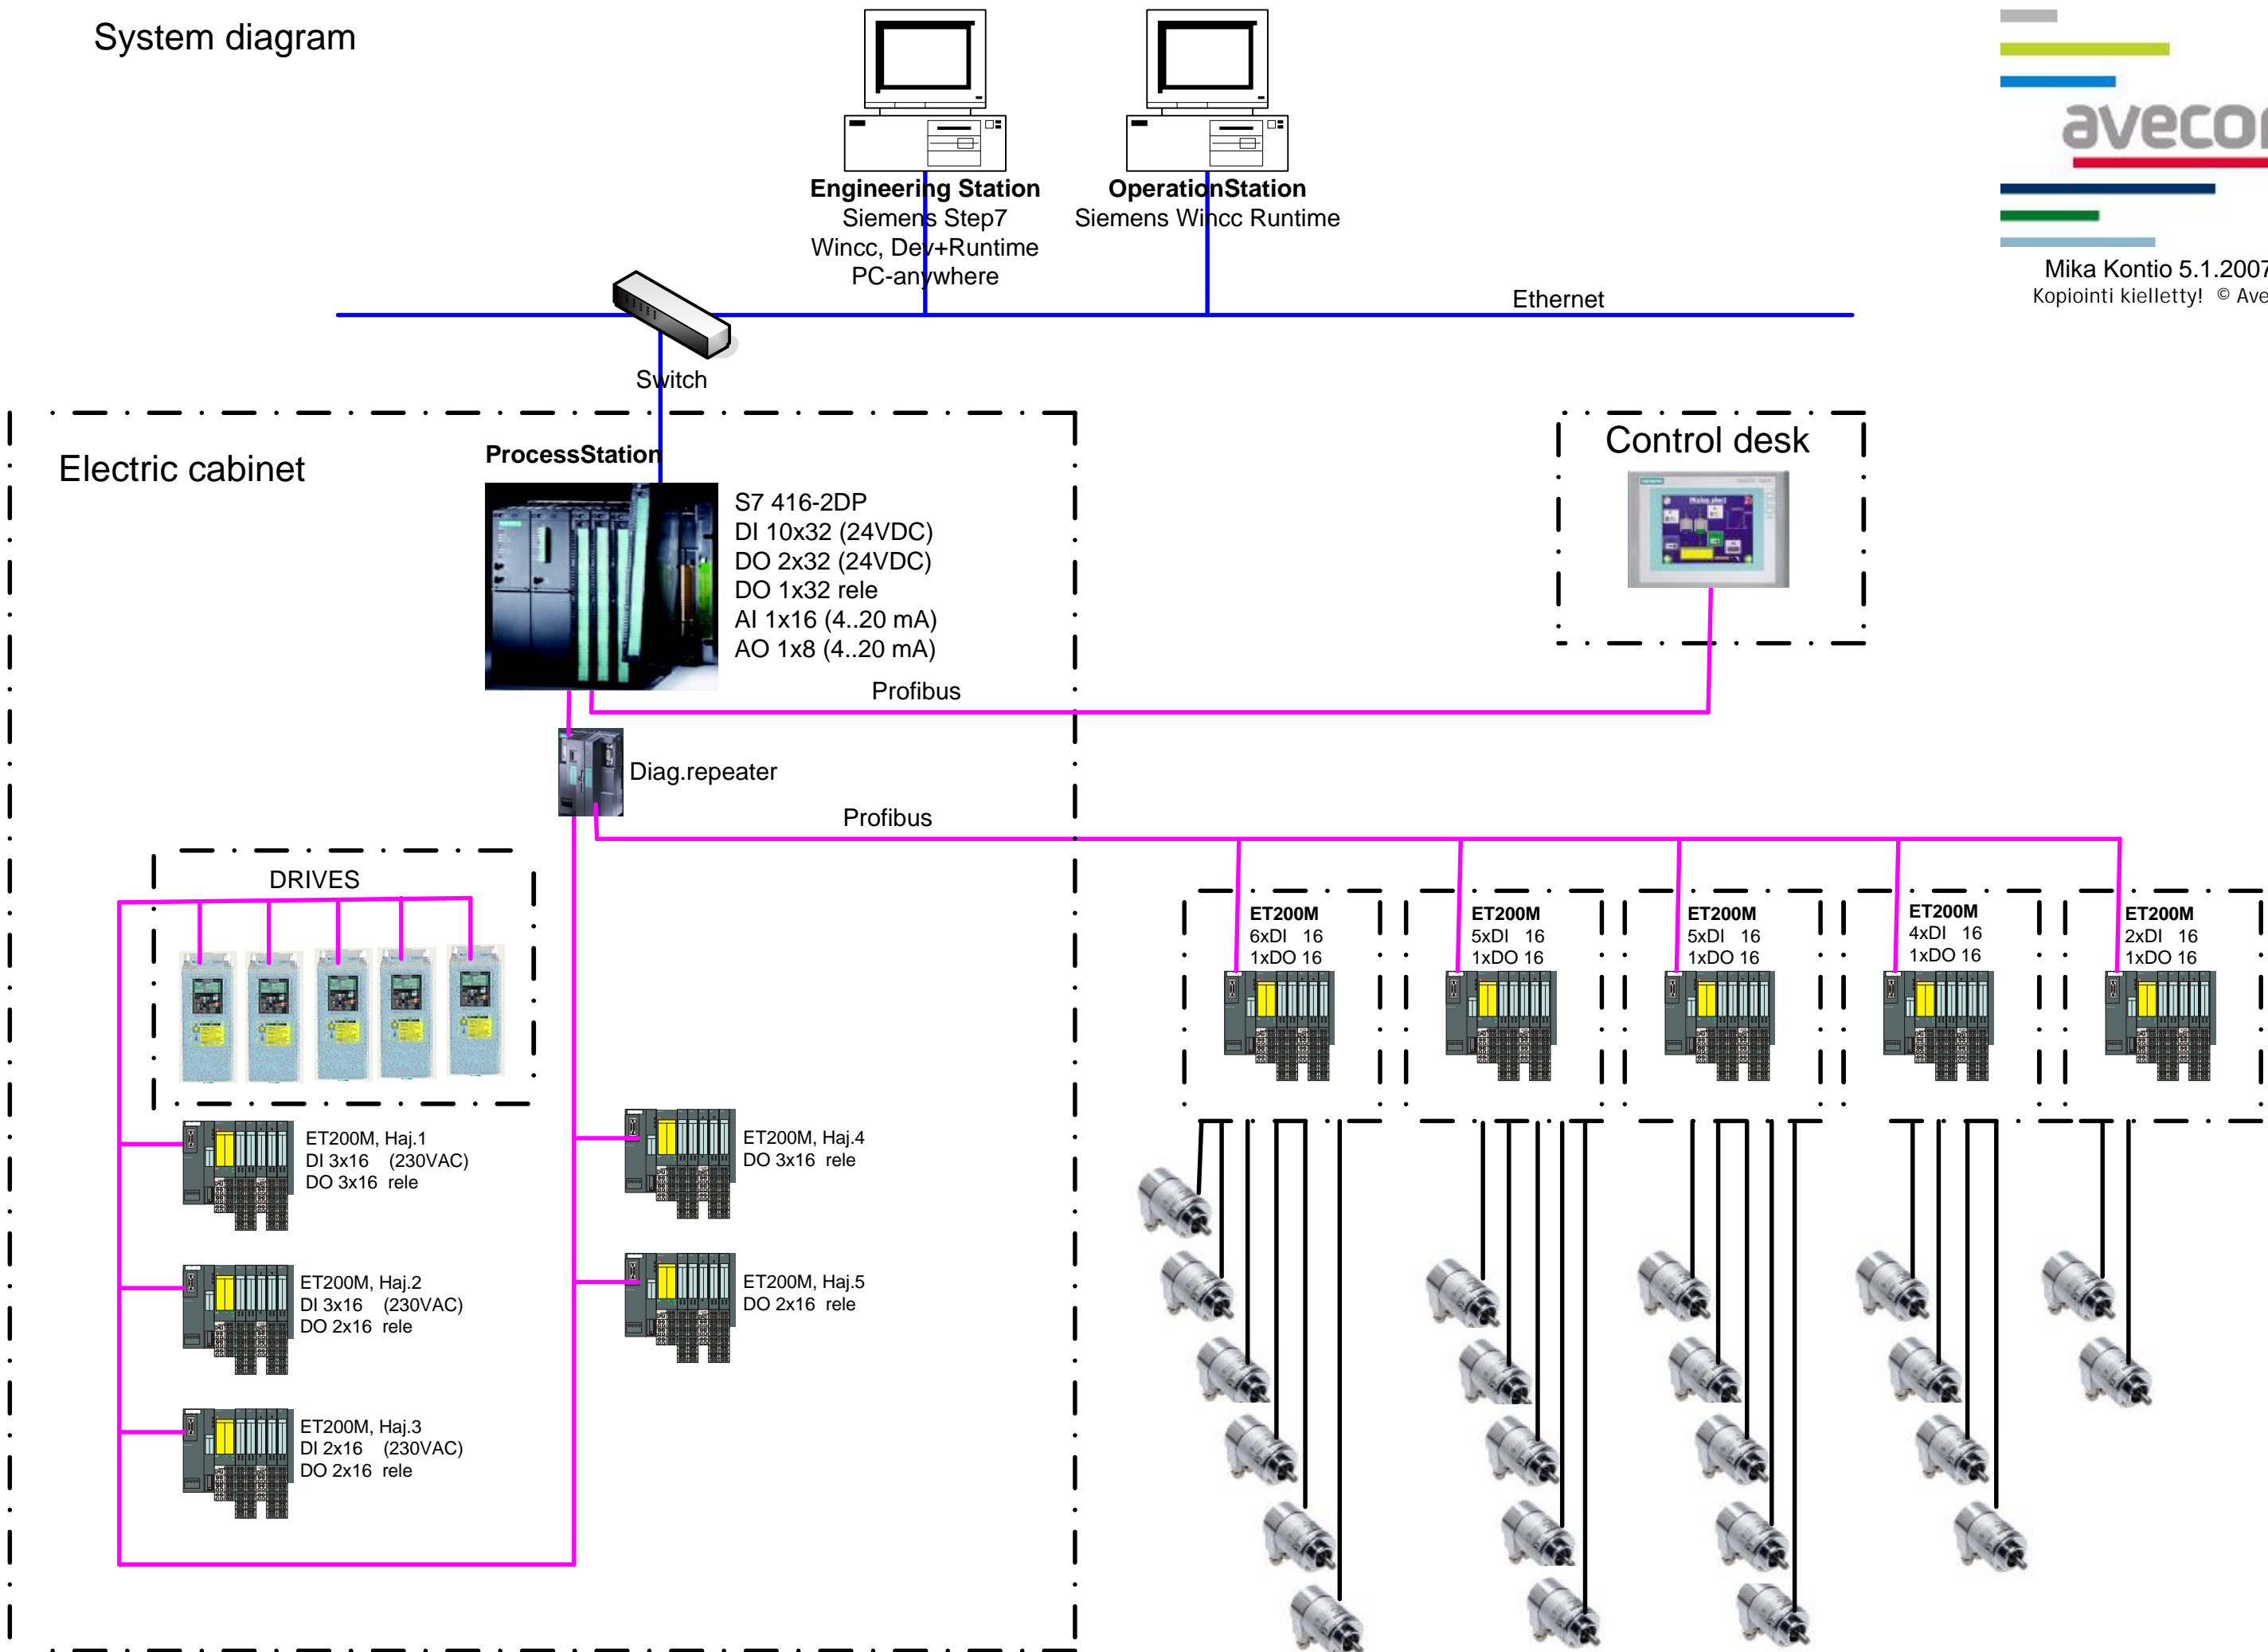 System diagram
Engineering Station
Siemens Step7
Wincc, Dev+Runtime
PC-anywhere
OperationStation
Siemens Wincc Runtime
Mika Kontio 5.1.2007
Kopiointi kielletty! ©
Ethernet
Switch
Electric cabinet
ProcessStation
S7 416-2DP
DI 10x32 (24VDC)
DO 2x32 (24VDC)
DO 1x32 rele
AI 1x16 (4..20 mA)
AO 1x8 (4..20 mA)
Control desk
Profibus
Diag.repeater
Profibus
DRIVES
ET200M
6xDI 16
1xDO 16
ET200M
5xDI 16
1xDO 16
ET200M
5xDI 16
1xDO 16
ET200M
4xDI 16
1xDO 16
ET200M
2xDI 16
1xDO 16
ET200M, Haj.1
DI 3x16 (230VAC)
DO 3x16 rele
ET200M, Haj.4
DO 3x16 rele
ET200M, Haj.2
DI 3x16 (230VAC)
DO 2x16 rele
ET200M, Haj.5
DO 2x16 rele
ET200M, Haj.3
DI 2x16 (230VAC)
DO 2x16 rele